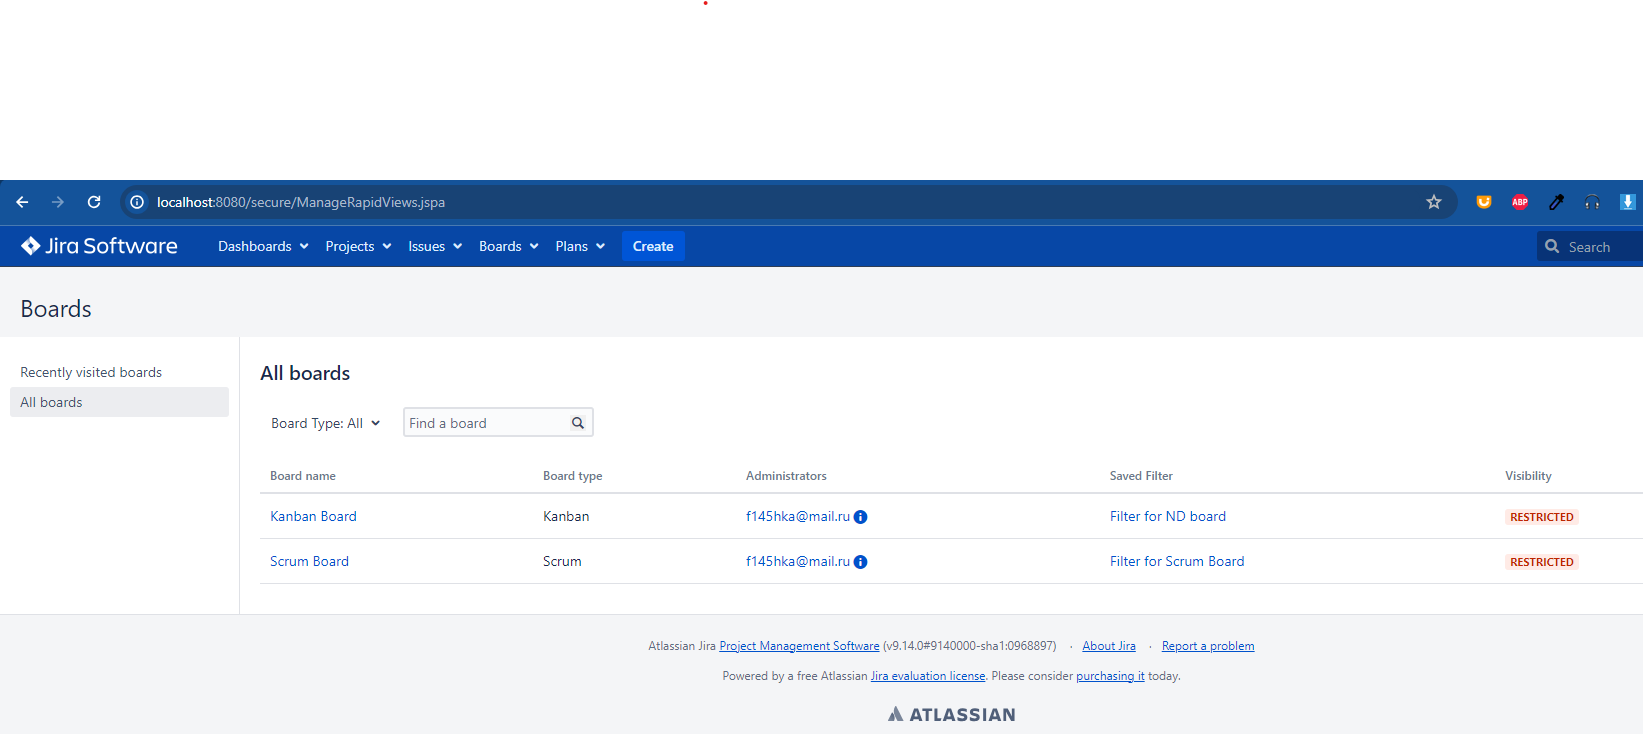 localhost:8080/secure/ManageRapidViews.jspa
ABP
Jira Software Dashboards Projects Issues Boards Plans Create Search
Boards
Recently visited boards
All boards
All boards
Board Type: All Find a board
Board name Board type Administrators Saved Filter Visibility
Kanban Board Kanban f145hka@mail.ru Filter for ND board RESTRICTED
Scrum Board Scrum f145hka@mail.ru Filter for Scrum Board RESTRICTED
Atlassian Jira Project Management Software (v9.14.0#9140000-sha1:0968897) · About Jira · Report a problem
Powered by a free Atlassian Jira evaluation license. Please consider purchasing it today.
ATLASSIAN